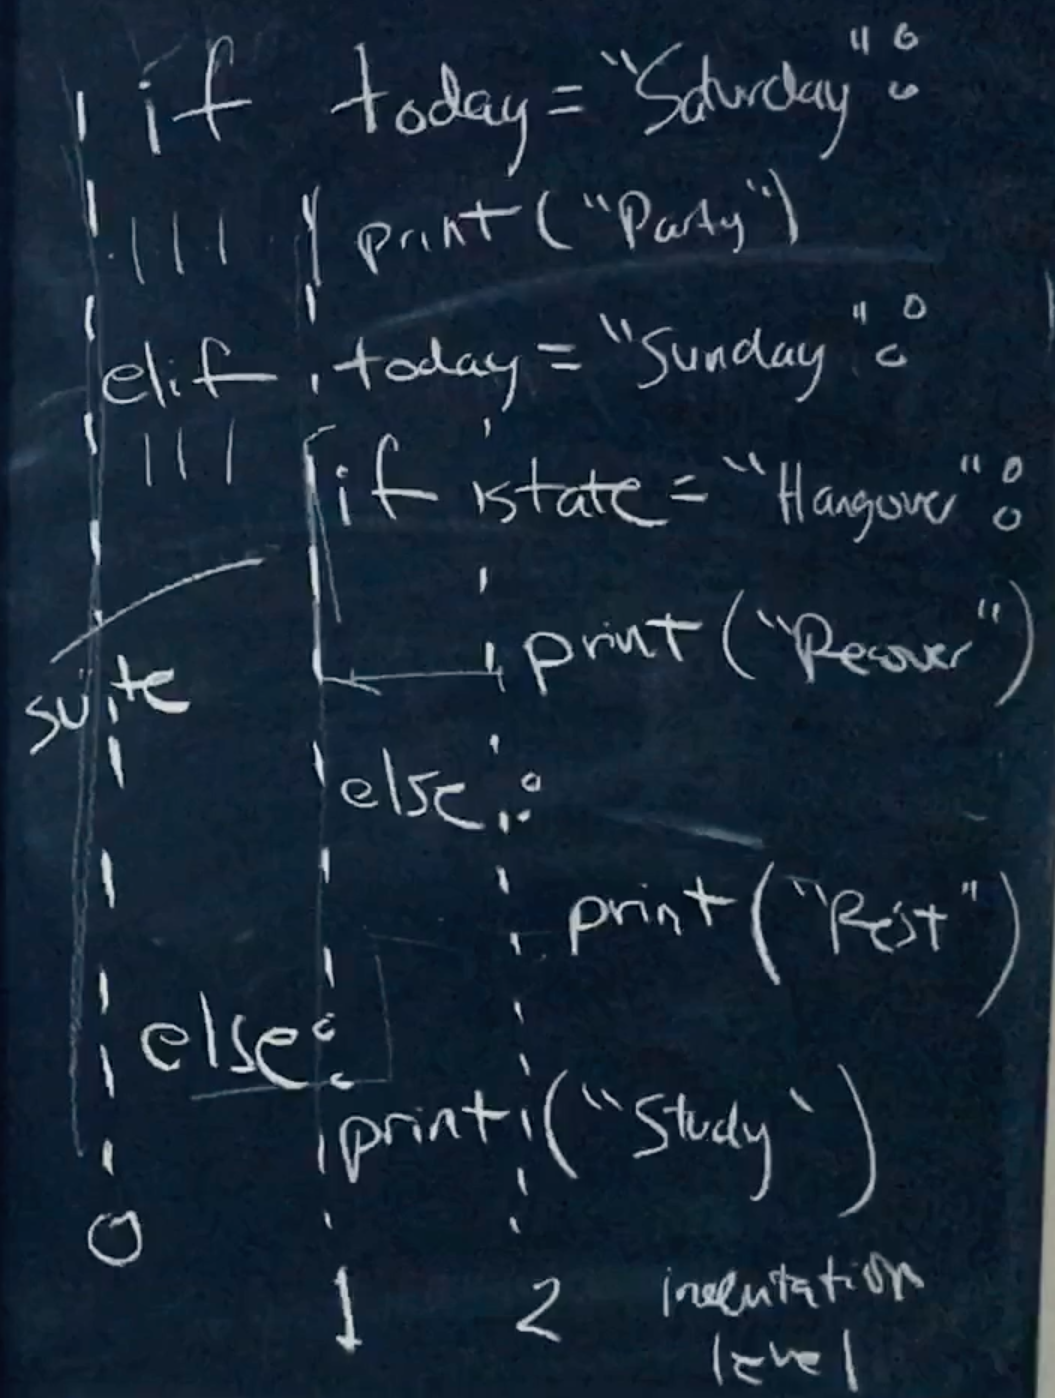 if today = "Saturday":
print("Party")
elif today = "Sunday":
if state = "Hangover":
print("Recover")
suite
else:
print("Rest")
else:
print("Study")
0
1 2 indentation
level